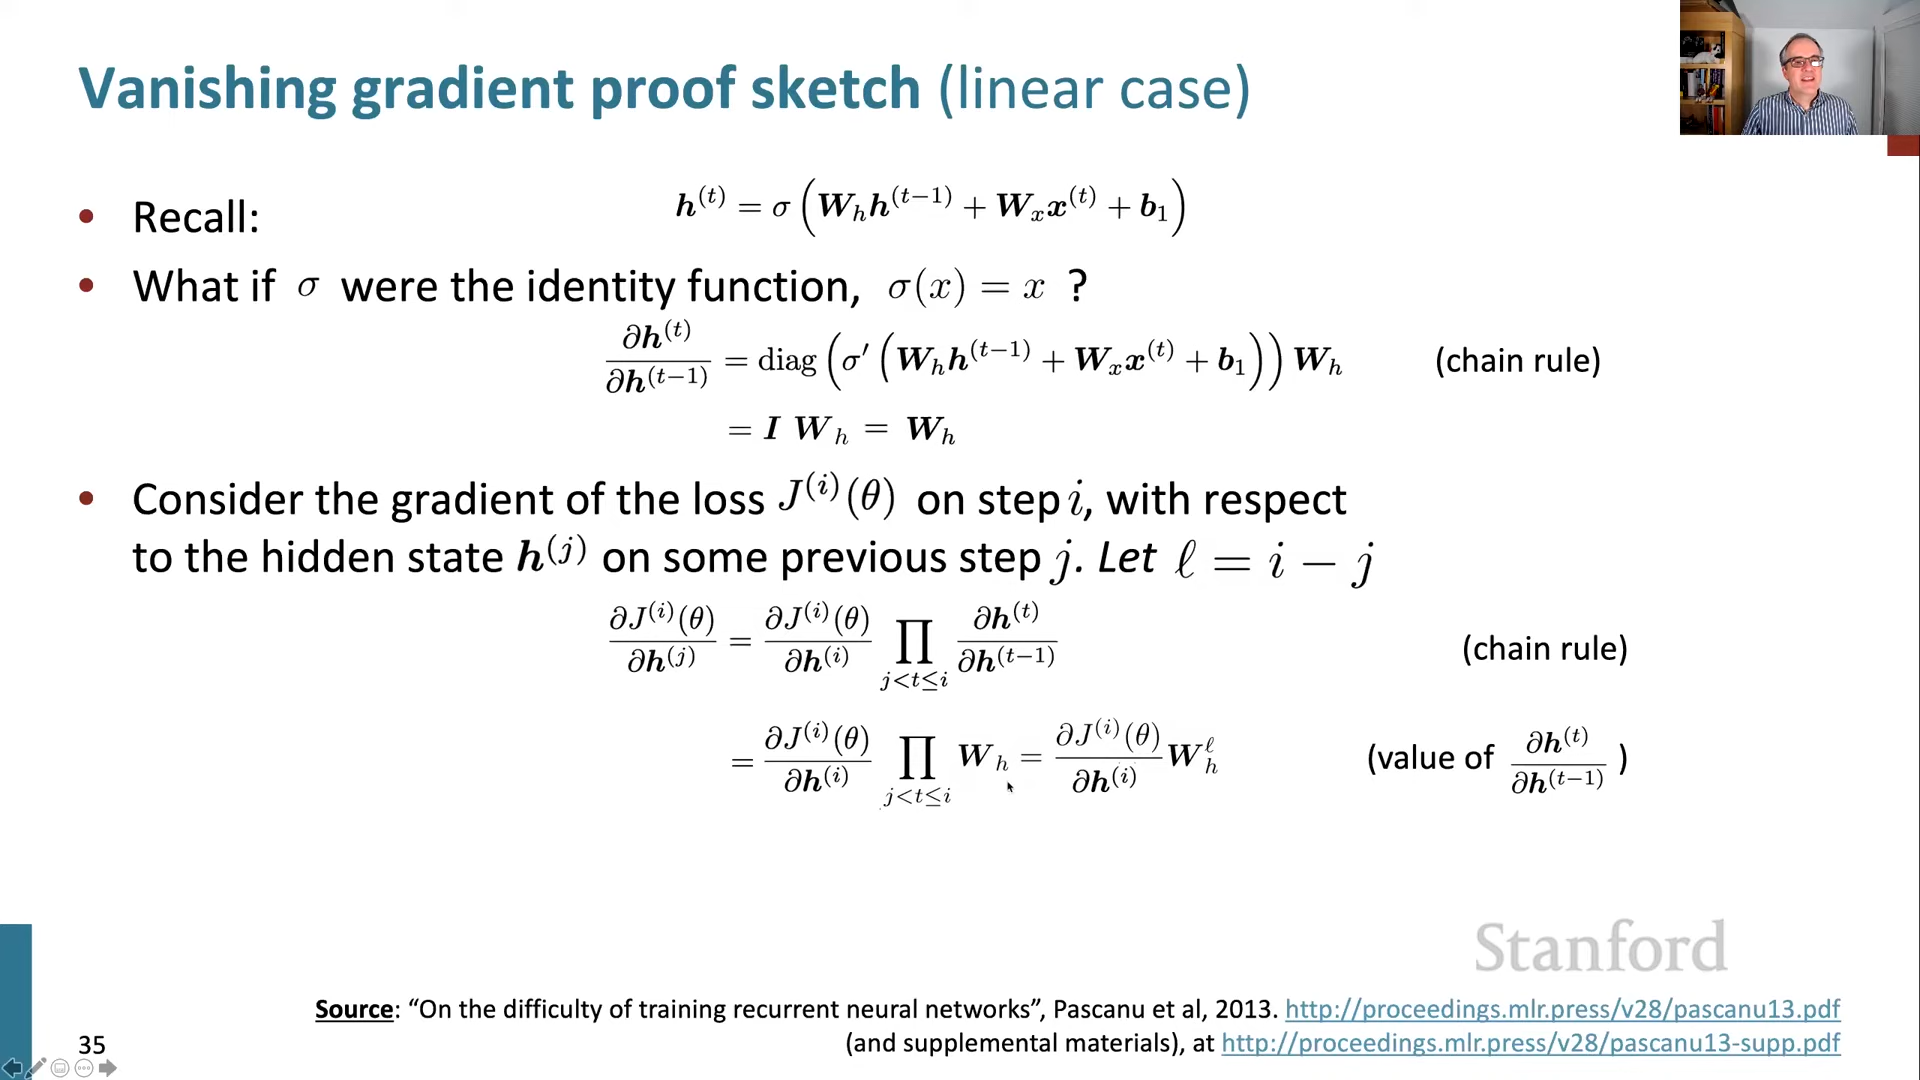 Vanishing gradient proof sketch (linear case)
• Recall: 𝒉^{(t)} = σ(𝑾_h 𝒉^{(t−1)} + 𝑾_x 𝒙^{(t)} + 𝒃_1)
• What if σ were the identity function, σ(x) = x ?
∂𝒉^{(t)}/∂𝒉^{(t−1)} = diag(σ′(𝑾_h 𝒉^{(t−1)} + 𝑾_x 𝒙^{(t)} + 𝒃_1)) 𝑾_h (chain rule)
= 𝑰 𝑾_h = 𝑾_h
• Consider the gradient of the loss J^{(i)}(θ) on step i, with respect
to the hidden state 𝒉^{(j)} on some previous step j. Let ℓ = i − j
∂J^{(i)}(θ)/∂𝒉^{(j)} = ∂J^{(i)}(θ)/∂𝒉^{(i)} ∏_{j<t≤i} ∂𝒉^{(t)}/∂𝒉^{(t−1)} (chain rule)
= ∂J^{(i)}(θ)/∂𝒉^{(i)} ∏_{j<t≤i} 𝑾_h = ∂J^{(i)}(θ)/∂𝒉^{(i)} 𝑾_h^ℓ (value of ∂𝒉^{(t)}/∂𝒉^{(t−1)} )
Stanford
Source: “On the difficulty of training recurrent neural networks”, Pascanu et al, 2013. http://proceedings.mlr.press/v28/pascanu13.pdf
(and supplemental materials), at http://proceedings.mlr.press/v28/pascanu13-supp.pdf
35